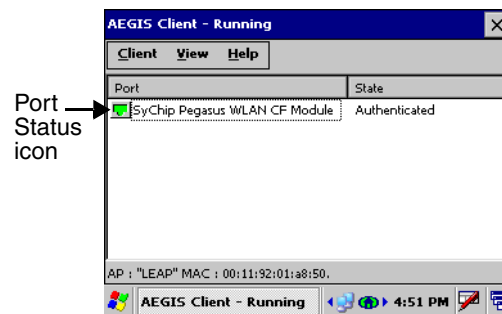 AEGIS Client - Running
Client View Help
Port State
Port Status icon
SyChip Pegasus WLAN CF Module Authenticated
AP : "LEAP" MAC : 00:11:92:01:a8:50.
AEGIS Client - Running 4:51 PM